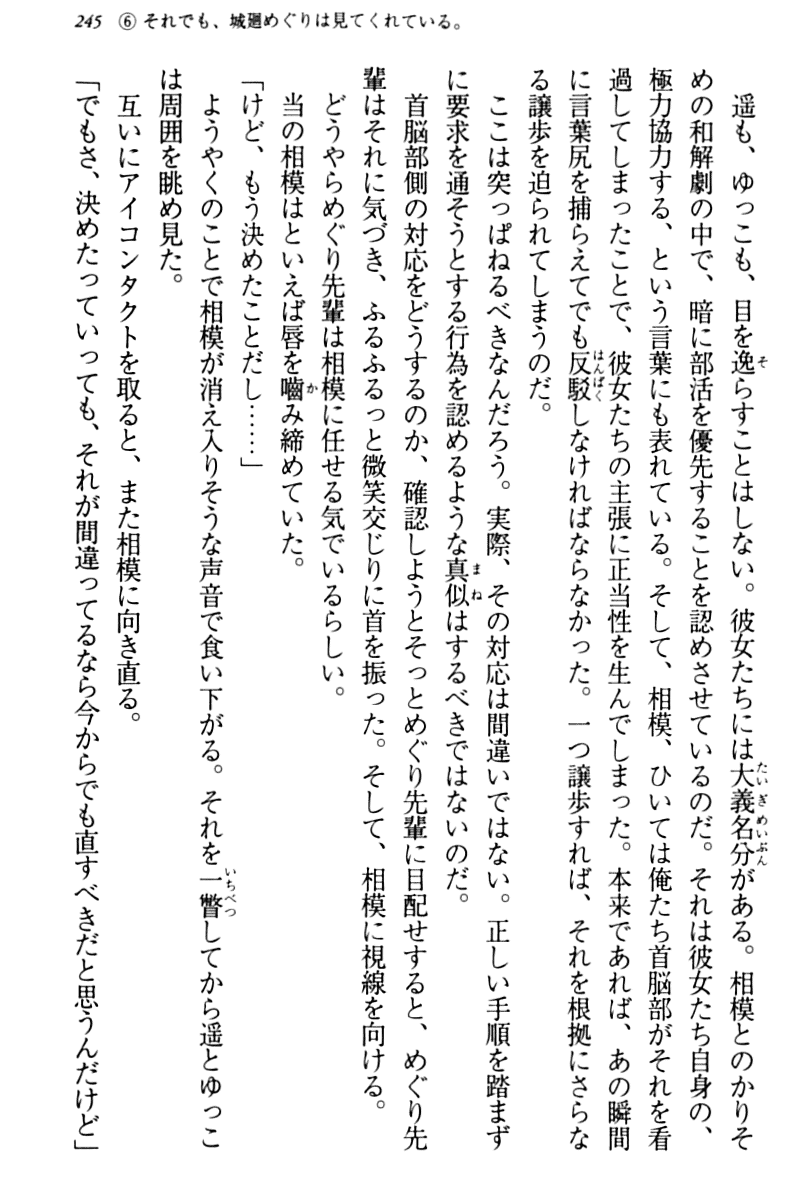 245 ⑥ それでも、城廻めぐりは見てくれている。
遥も、ゆっこも、目を逸らすことはしない。彼女たちには大義名分がある。相模とのかりそ
めの和解劇の中で、暗に部活を優先することを認めさせているのだ。それは彼女たち自身の、
極力協力する、という言葉にも表れている。そして、相模、ひいては俺たち首脳部がそれを看
過してしまったことで、彼女たちの主張に正当性を生んでしまった。本来であれば、あの瞬間
に言葉尻を捕らえてでも反駁しなければならなかった。一つ譲歩すれば、それを根拠にさらな
る譲歩を迫られてしまうのだ。
ここは突っぱねるべきなんだろう。実際、その対応は間違いではない。正しい手順を踏まず
に要求を通そうとする行為を認めるような真似はするべきではないのだ。
首脳部側の対応をどうするのか、確認しようとそっとめぐり先輩に目配せすると、めぐり先
輩はそれに気づき、ふるふるっと微笑交じりに首を振った。そして、相模に視線を向ける。
どうやらめぐり先輩は相模に任せる気でいるらしい。
当の相模はといえば唇を嚙み締めていた。
「けど、もう決めたことだし……」
ようやくのことで相模が消え入りそうな声音で食い下がる。それを一瞥してから遥とゆっこ
は周囲を眺め見た。
互いにアイコンタクトを取ると、また相模に向き直る。
「でもさ、決めたっていっても、それが間違ってるなら今からでも直すべきだと思うんだけど」